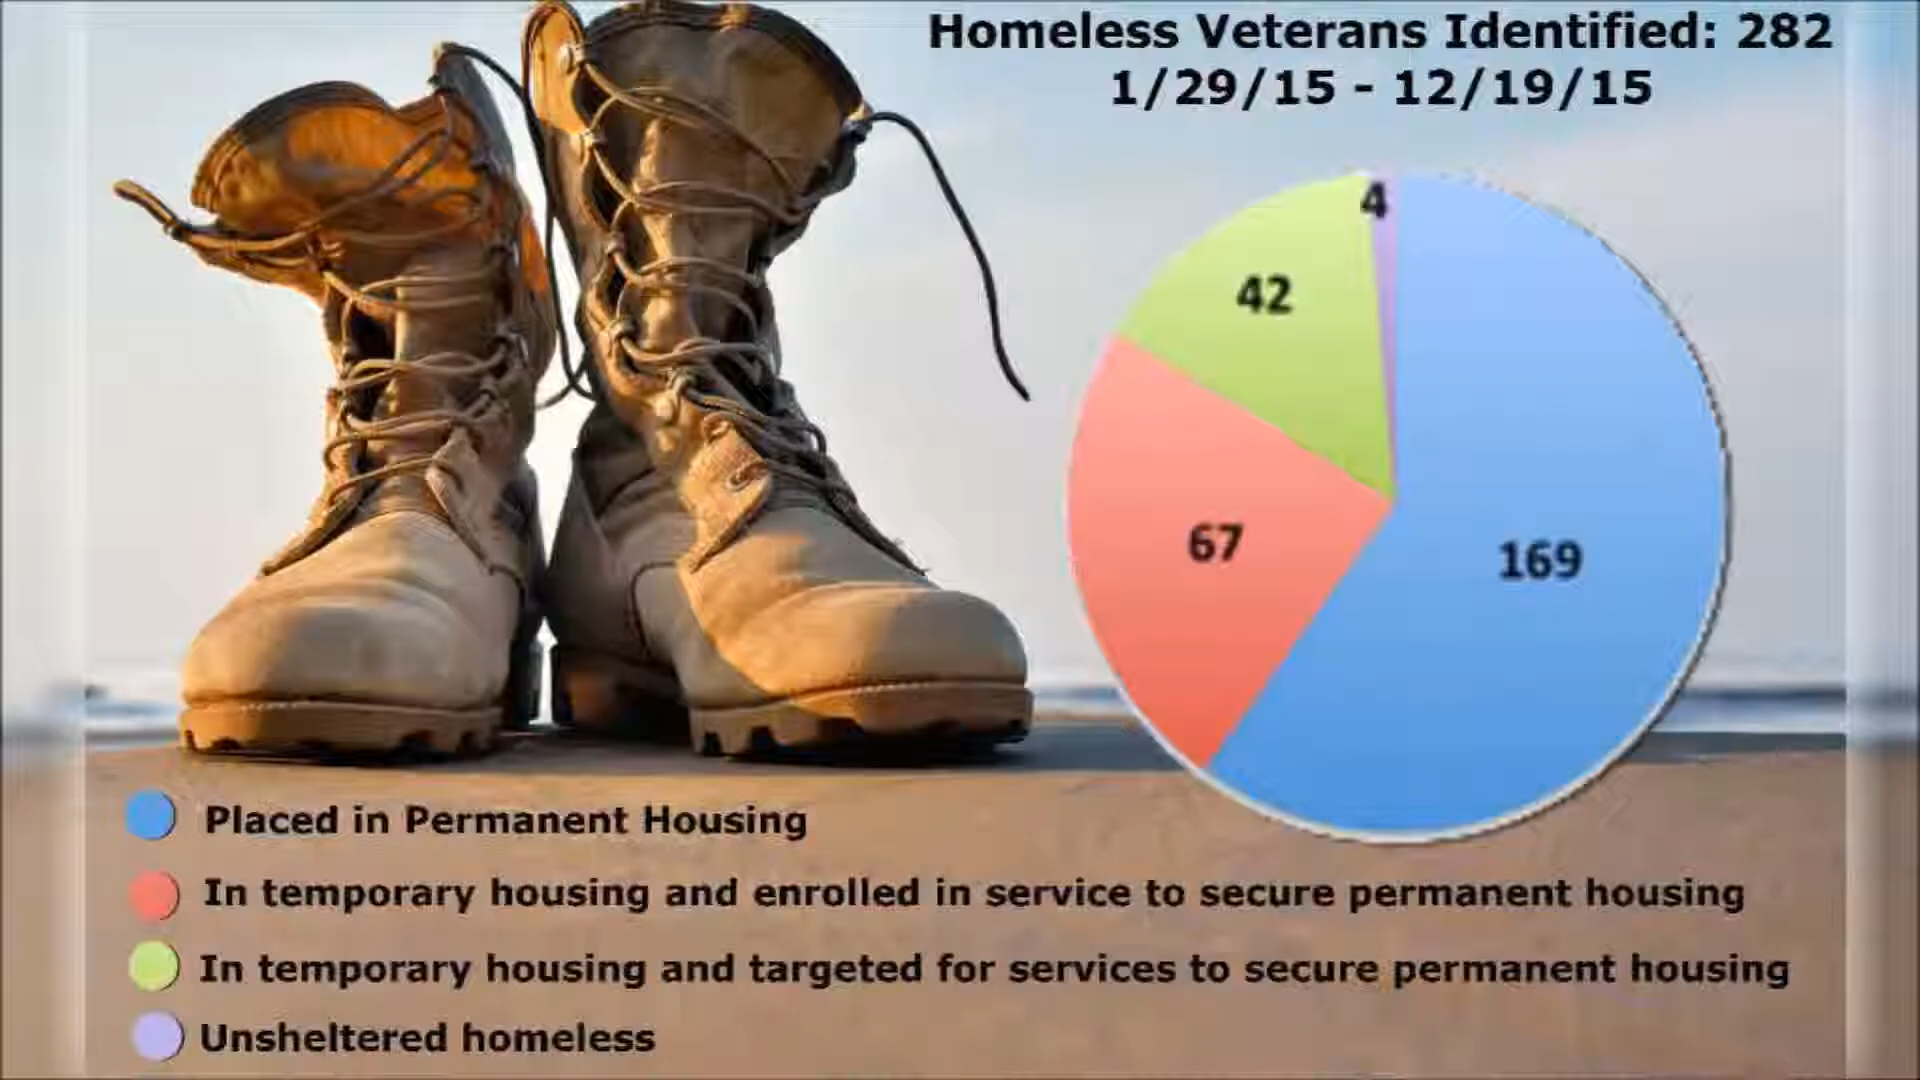 Homeless Veterans Identified: 282
1/29/15 - 12/19/15
4
42
67
169
Placed in Permanent Housing
In temporary housing and enrolled in service to secure permanent housing
In temporary housing and targeted for services to secure permanent housing
Unsheltered homeless